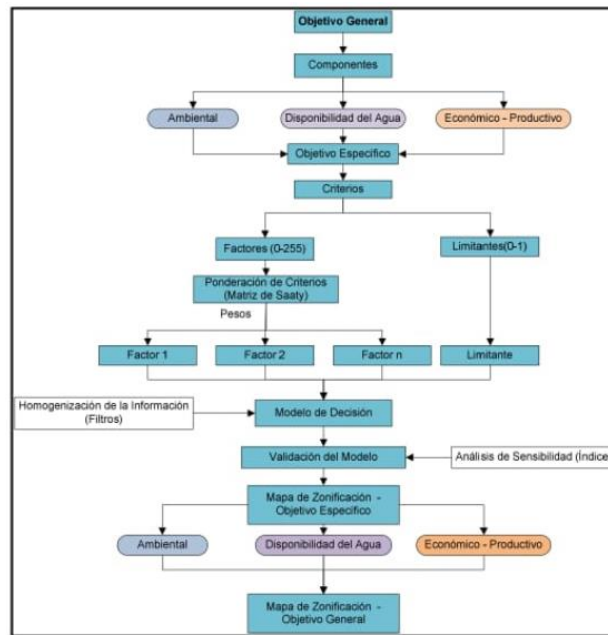 Objetivo General
Componentes
Ambiental
Disponibilidad del Agua
Económico - Productivo
Objetivo Específico
Criterios
Factores (0-255)
Limitantes(0-1)
Ponderación de Criterios
(Matriz de Saaty)
Pesos
Factor 1
Factor 2
Factor n
Limitante
Homogenización de la Información
(Filtros)
Modelo de Decisión
Validación del Modelo
Análisis de Sensibilidad (Índice
Mapa de Zonificación -
Objetivo Específico
Ambiental
Disponibilidad del Agua
Económico - Productivo
Mapa de Zonificación -
Objetivo General